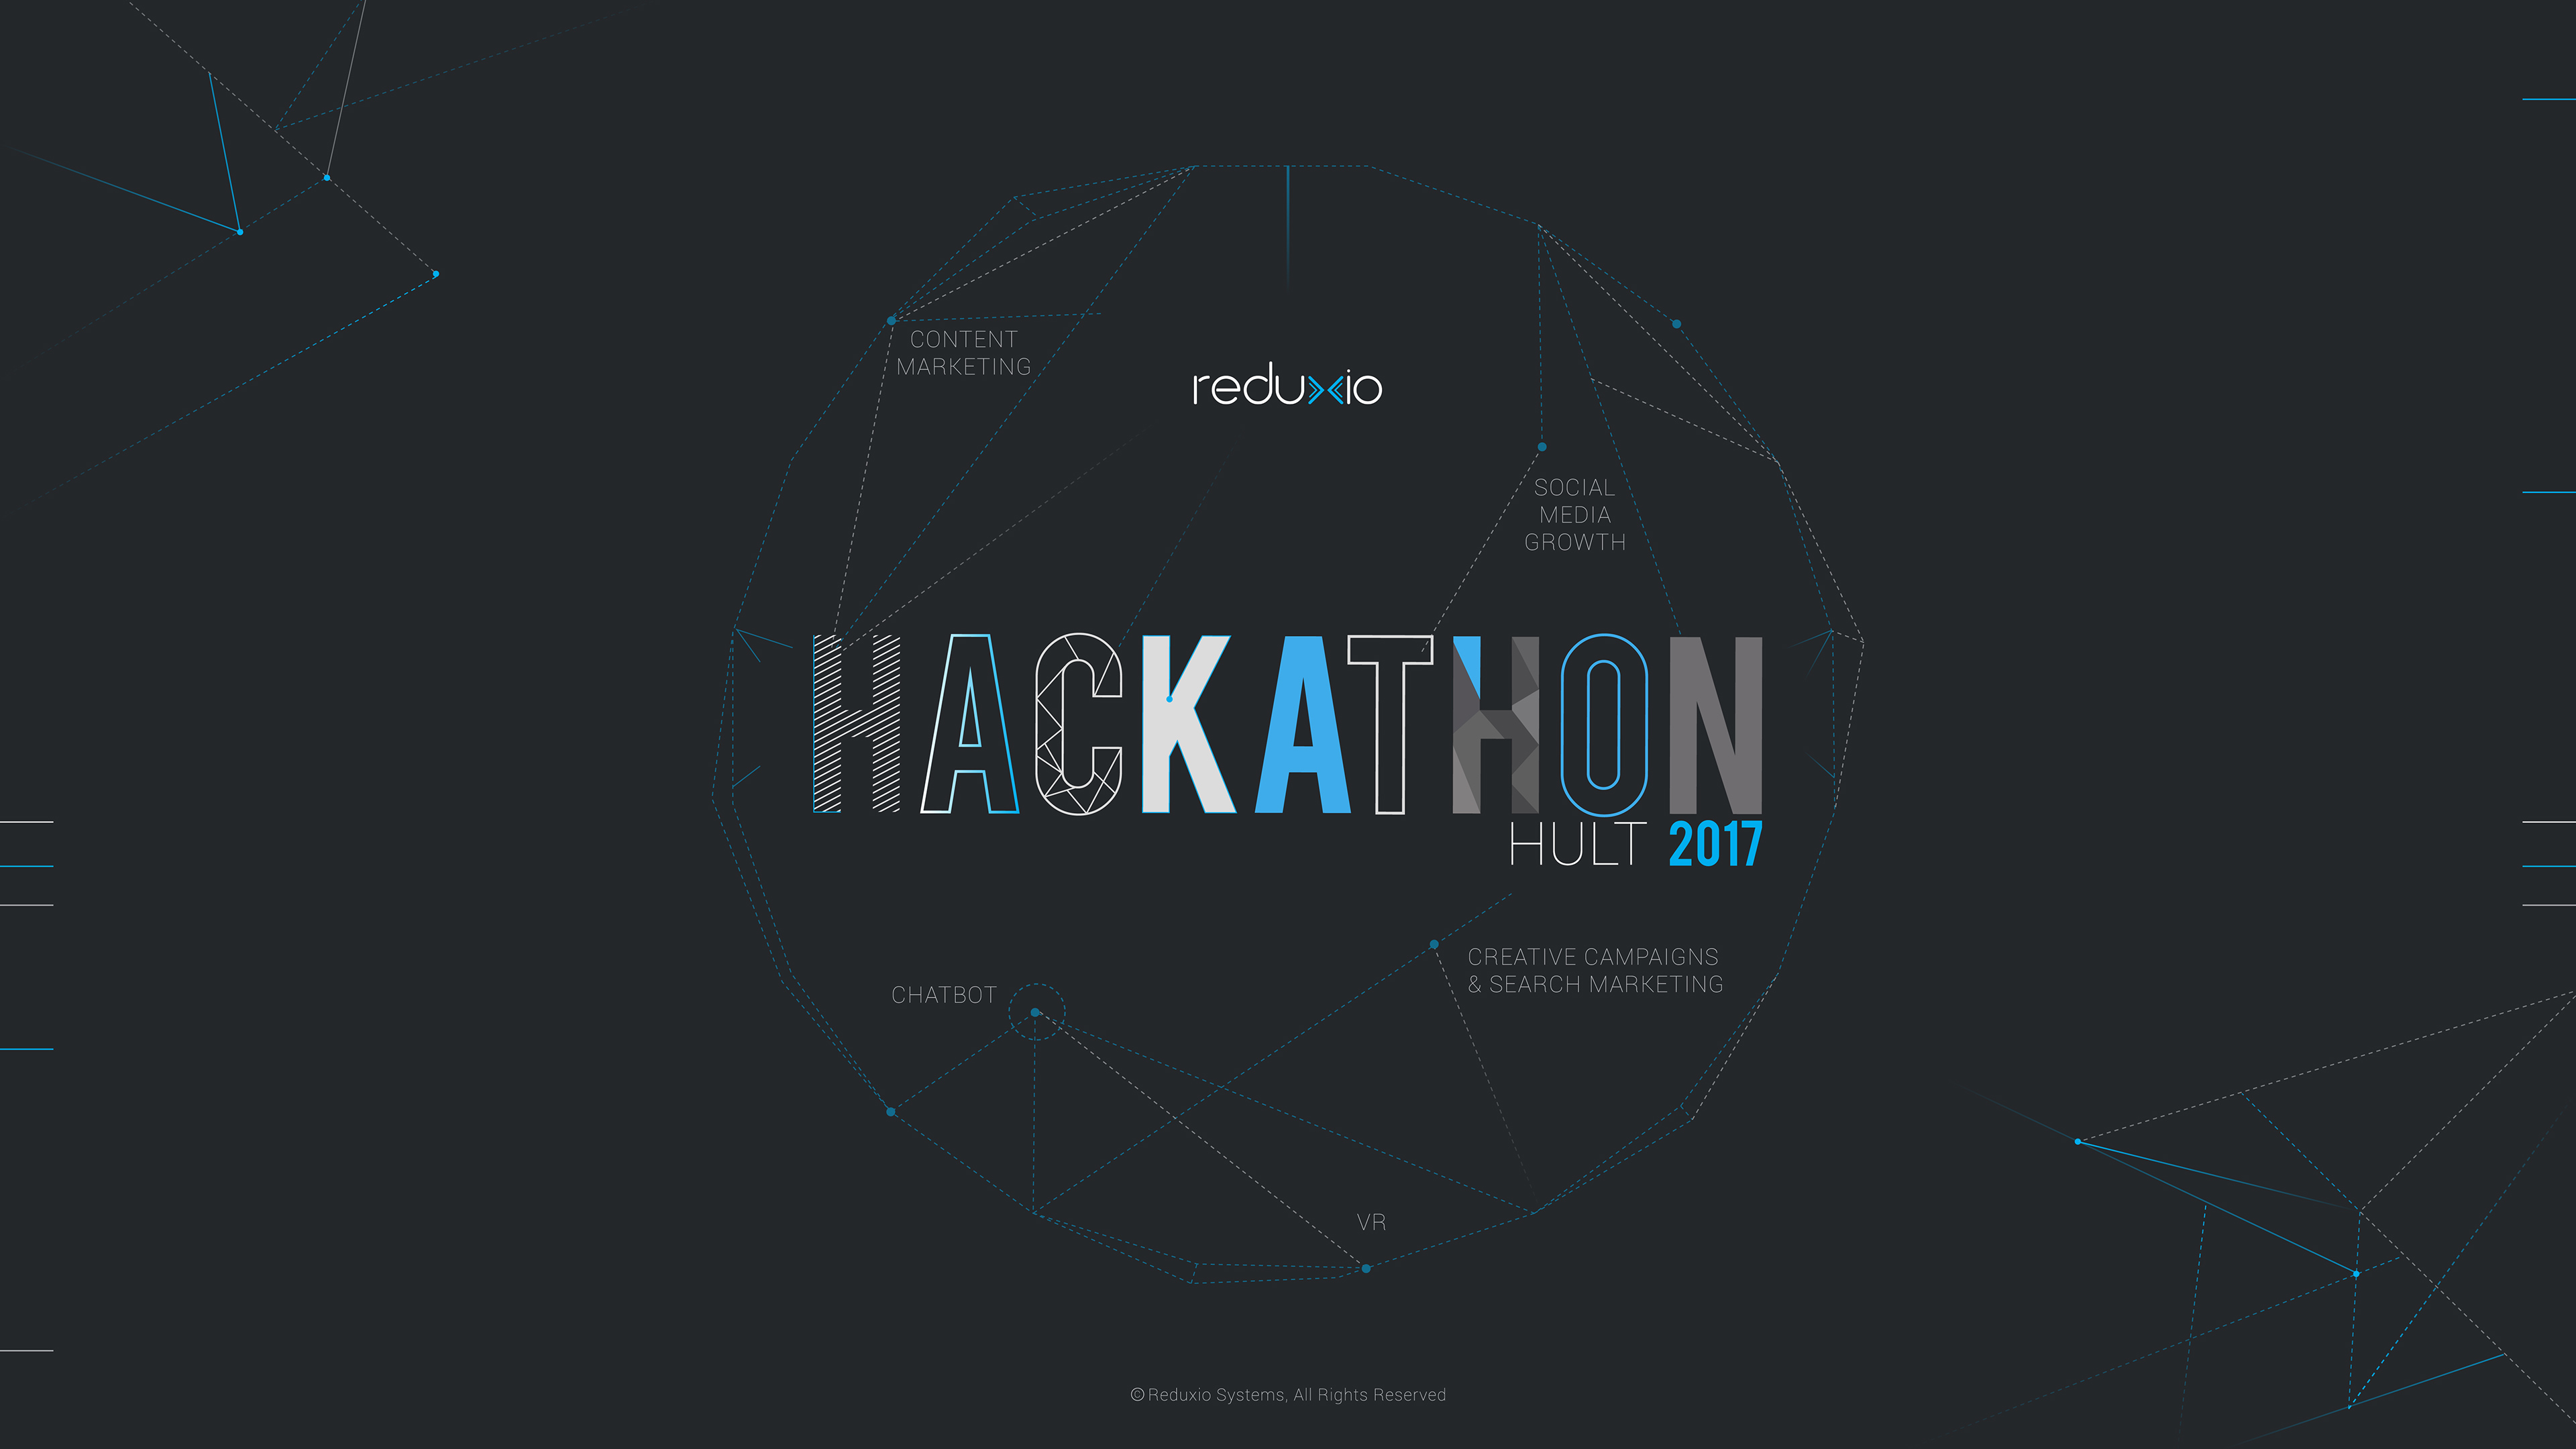 CONTENT
MARKETING
reduxio
SOCIAL
MEDIA
GROWTH
HACKATHON
HULT 2017
CREATIVE CAMPAIGNS
& SEARCH MARKETING
CHATBOT
VR
© Reduxio Systems, All Rights Reserved